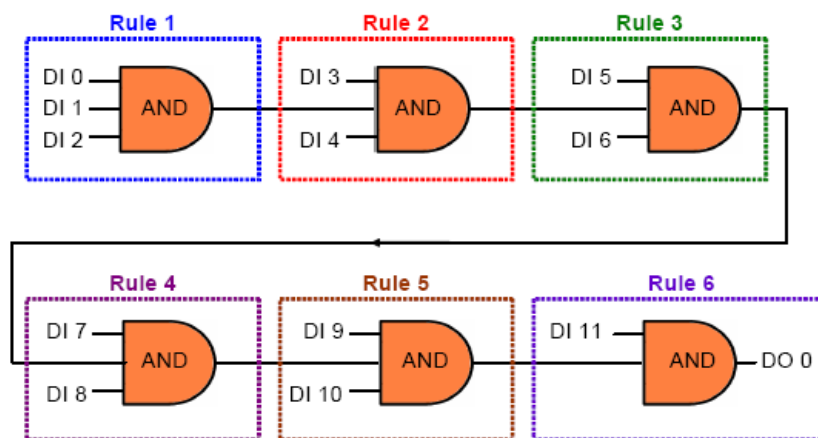 Rule 1 Rule 2 Rule 3
DI 0 DI 3 DI 5
DI 1 AND AND AND
DI 2 DI 4 DI 6
Rule 4 Rule 5 Rule 6
DI 7 DI 9 DI 11
AND AND AND DO 0
DI 8 DI 10